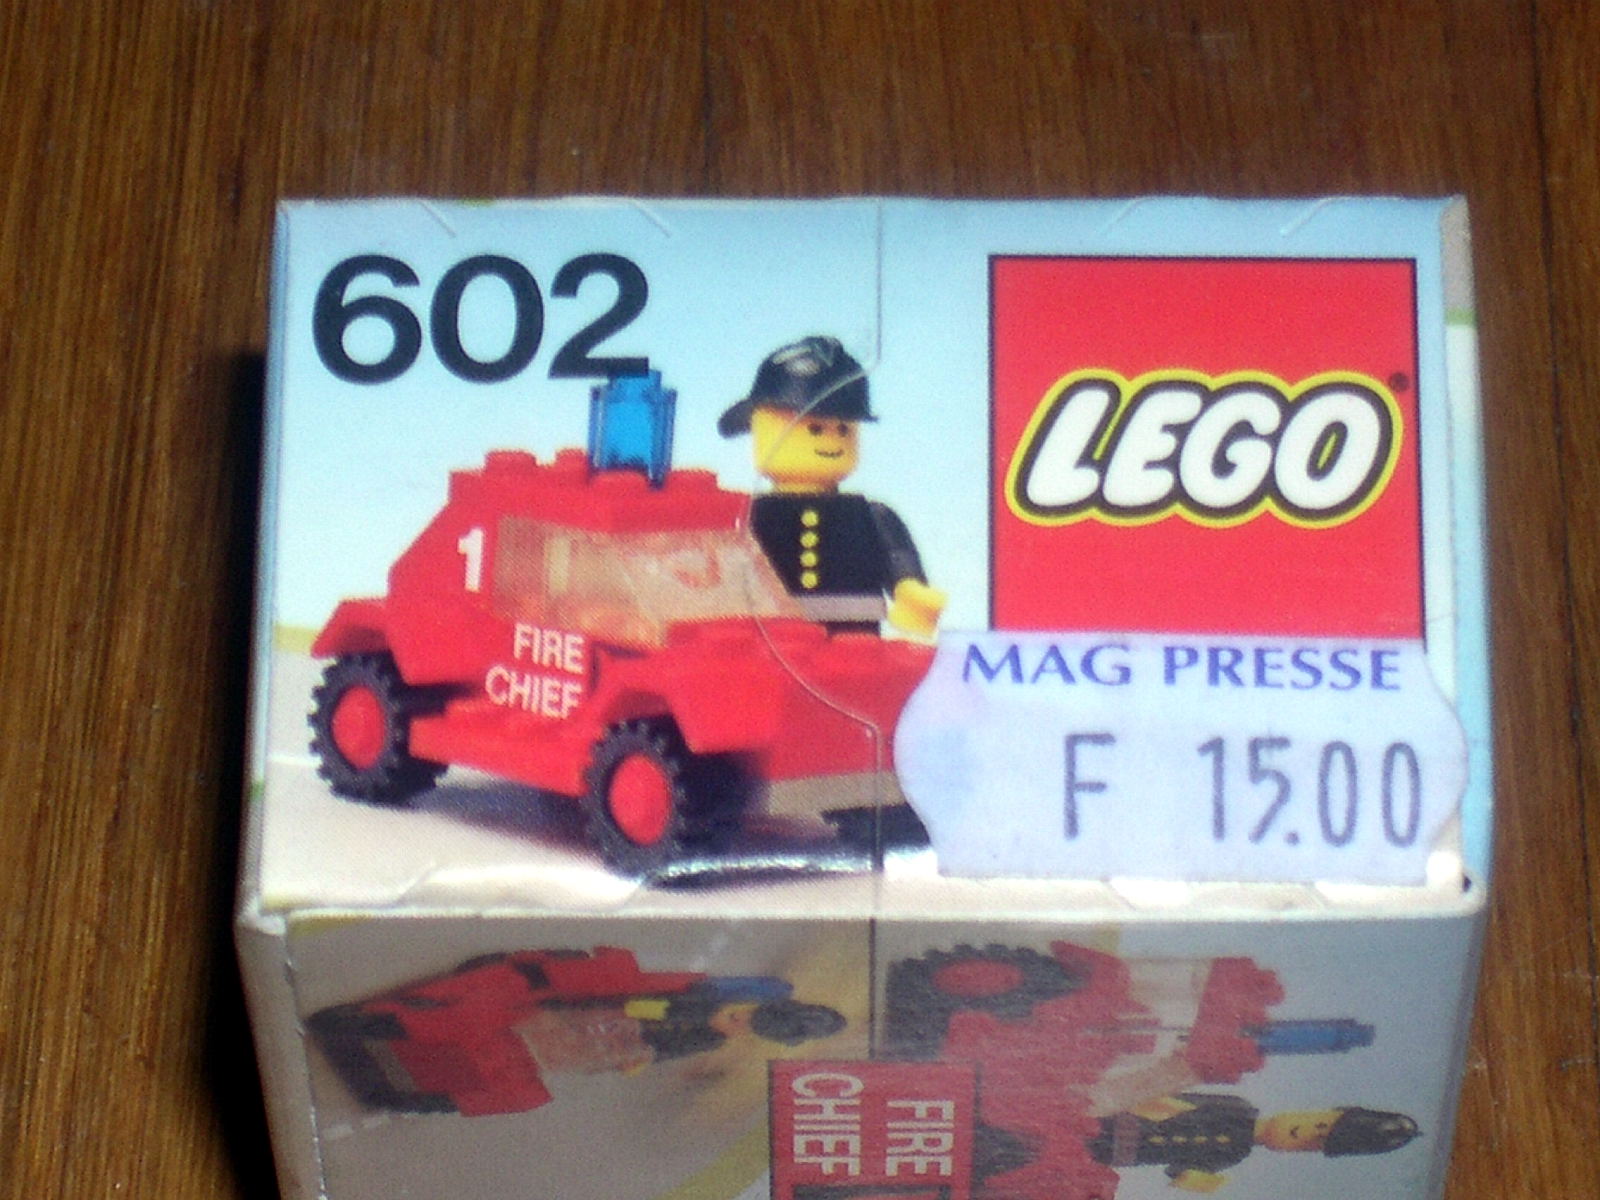 602
LEGO
1
FIRE
CHIEF
MAG PRESSE
F 15.00
FIRE
CHIEF